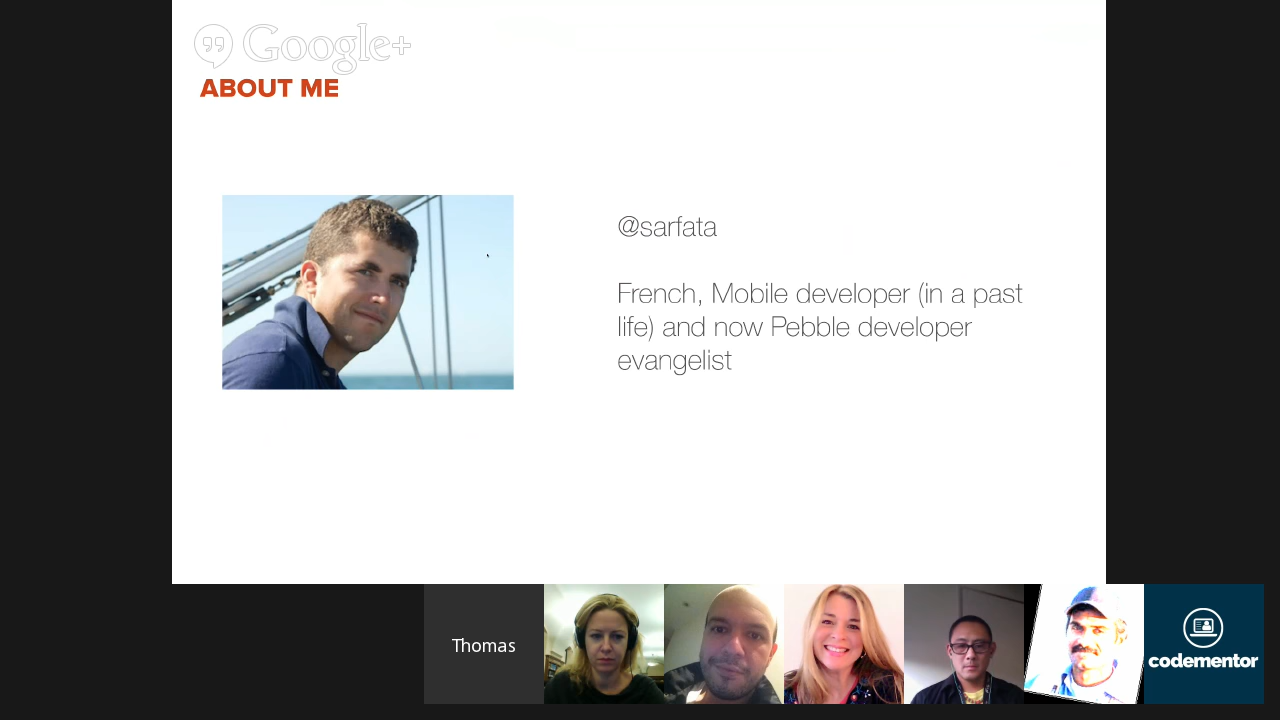 Google+
ABOUT ME
@sarfata
French, Mobile developer (in a past
life) and now Pebble developer
evangelist
Thomas
codementor